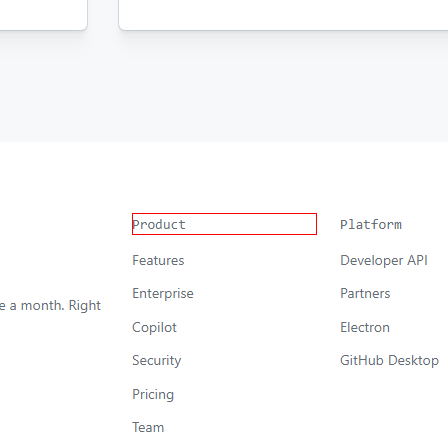 Product
Features
Enterprise
Copilot
Security
Pricing
Team
Platform
Developer API
Partners
Electron
GitHub Desktop
e a month. Right